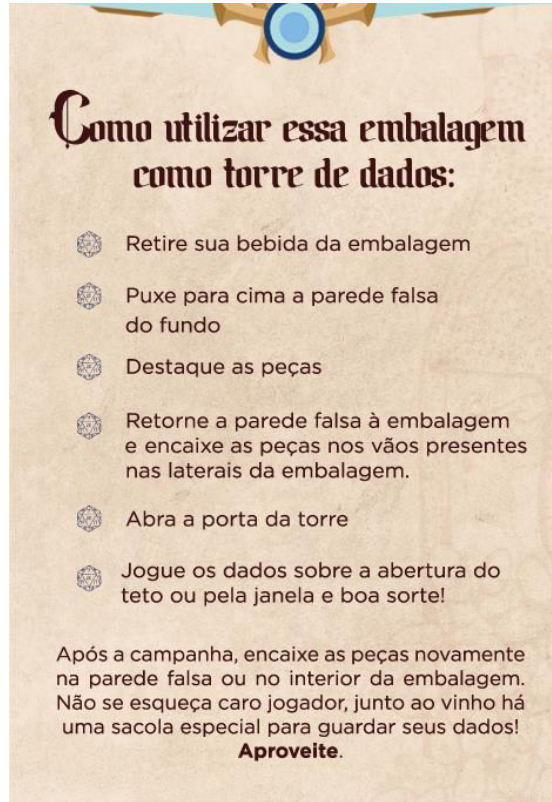 Como utilizar essa embalagem
como torre de dados:
Retire sua bebida da embalagem
Puxe para cima a parede falsa
do fundo
Destaque as peças
Retorne a parede falsa à embalagem
e encaixe as peças nos vãos presentes
nas laterais da embalagem.
Abra a porta da torre
Jogue os dados sobre a abertura do
teto ou pela janela e boa sorte!
Após a campanha, encaixe as peças novamente
na parede falsa ou no interior da embalagem.
Não se esqueça caro jogador, junto ao vinho há
uma sacola especial para guardar seus dados!
Aproveite.